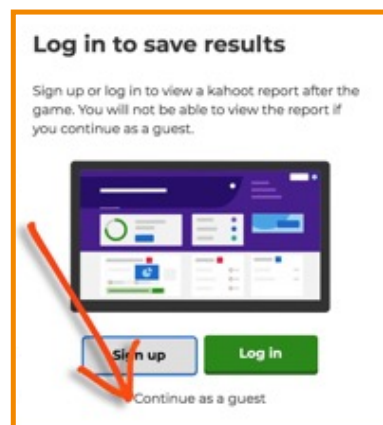 Log in to save results
Sign up or log in to view a kahoot report after the
game. You will not be able to view the report if
you continue as a guest.
Sign up
Log in
Continue as a guest